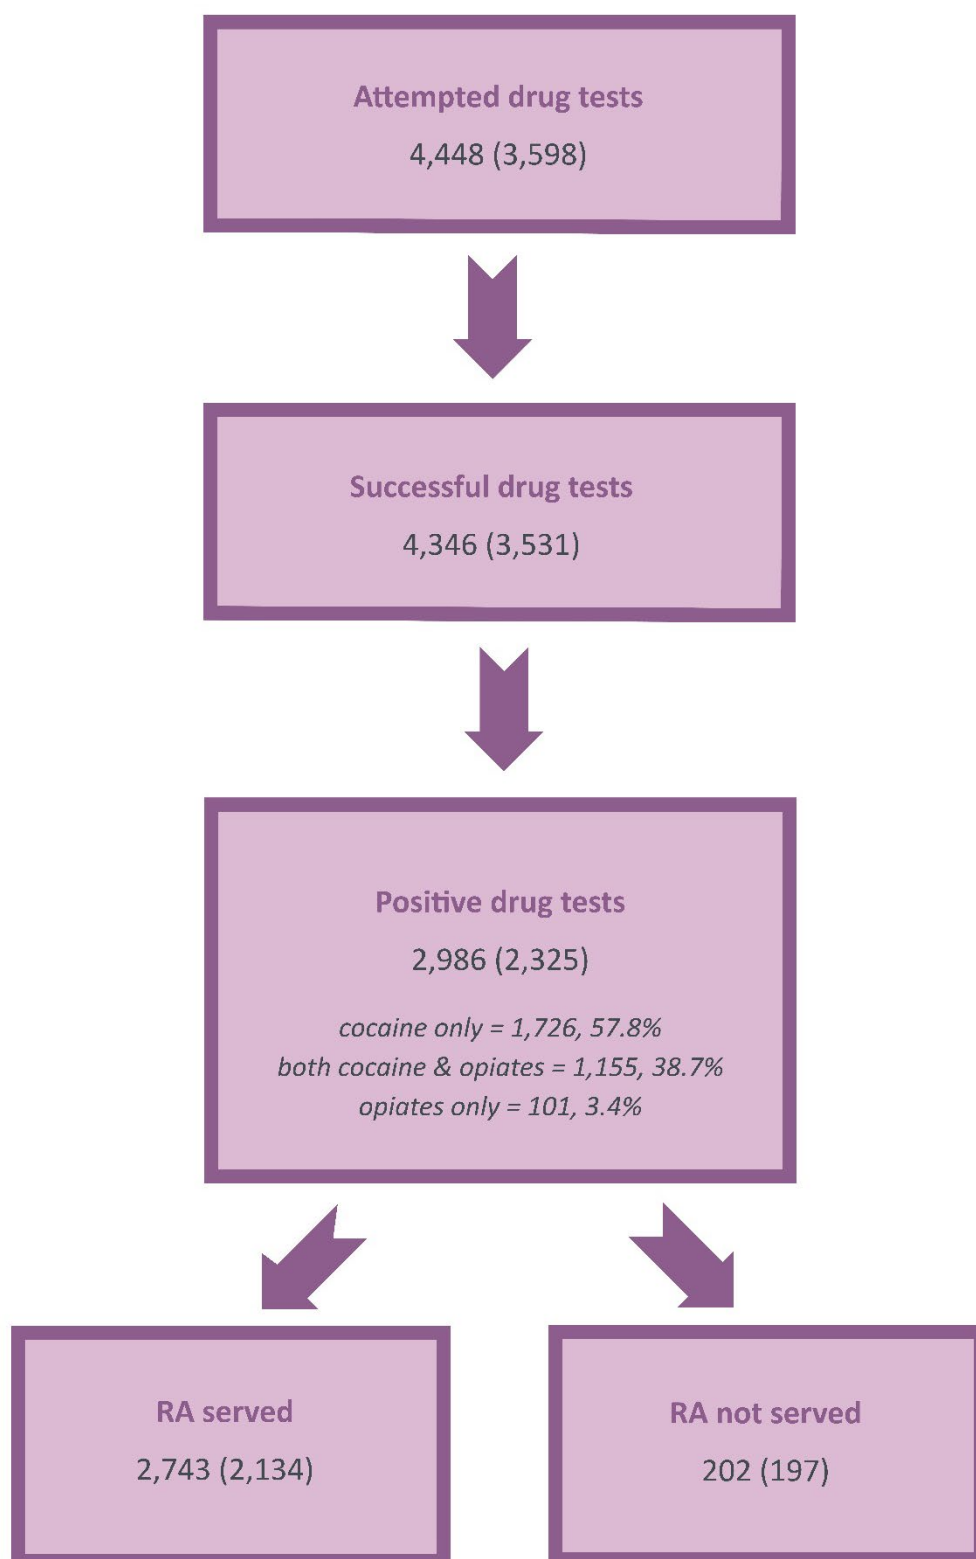 Attempted drug tests
4,448 (3,598)
Successful drug tests
4,346 (3,531)
Positive drug tests
2,986 (2,325)
cocaine only = 1,726, 57.8%
both cocaine & opiates = 1,155, 38.7%
opiates only = 101, 3.4%
RA served
2,743 (2,134)
RA not served
202 (197)